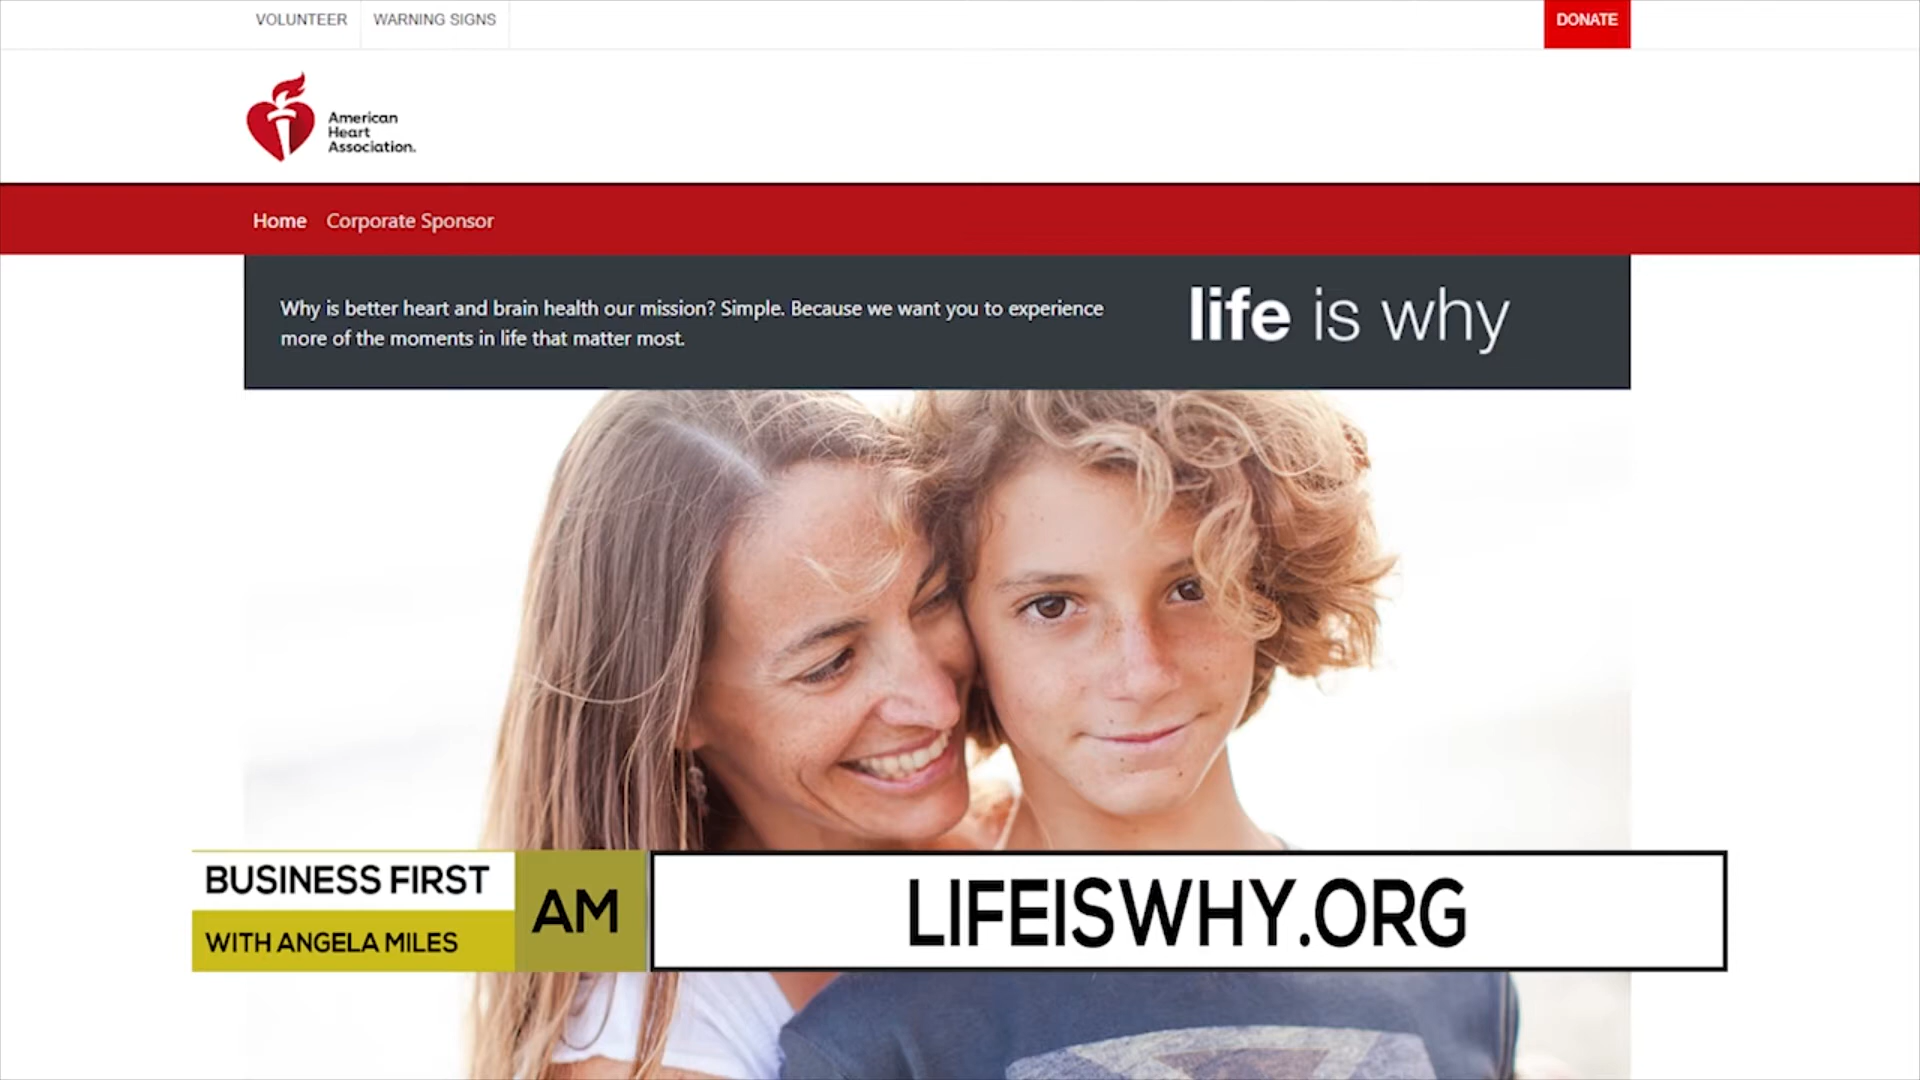 VOLUNTEER
WARNING SIGNS
DONATE
American
Heart
Association.
Home
Corporate Sponsor
Why is better heart and brain health our mission? Simple. Because we want you to experience
more of the moments in life that matter most.
life is why
BUSINESS FIRST
WITH ANGELA MILES
AM
LIFEISWHY.ORG